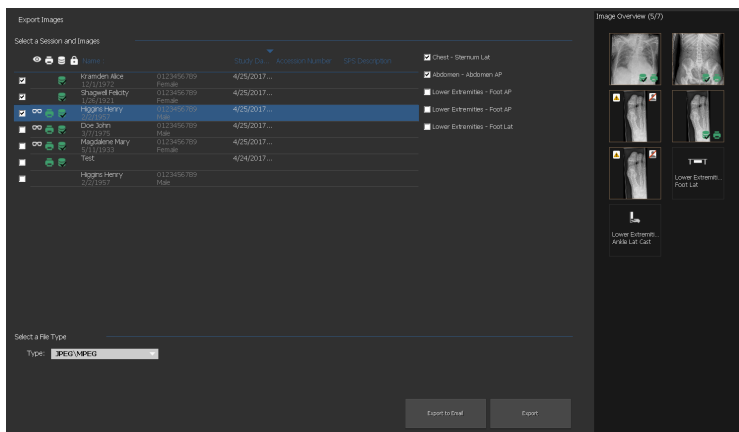 Export Images
Image Overview (5/7)
Select a Session and Images
Name
Study Da...
Accession Number
SPS Description
Kramden Alice 0123456789 4/25/2017...
12/1/1972 Female
Shagwell Felicity 0123456789 4/25/2017...
1/26/1921 Female
Higgins Henry 0123456789 4/25/2017...
2/2/1957 Male
Doe John 0123456789 4/25/2017...
3/7/1975 Male
Magdalene Mary 0123456789 4/25/2017...
5/11/1933 Female
Test 4/24/2017...
Higgins Henry 0123456789
2/2/1957 Male
Chest - Sternum Lat
Abdomen - Abdomen AP
Lower Extremities - Foot AP
Lower Extremities - Foot AP
Lower Extremities - Foot Lat
Lower Extremiti...
Foot Lat
Lower Extremiti...
Ankle Lat Cast
Select a File Type
Type: JPEG\MPEG
Export to Email
Export